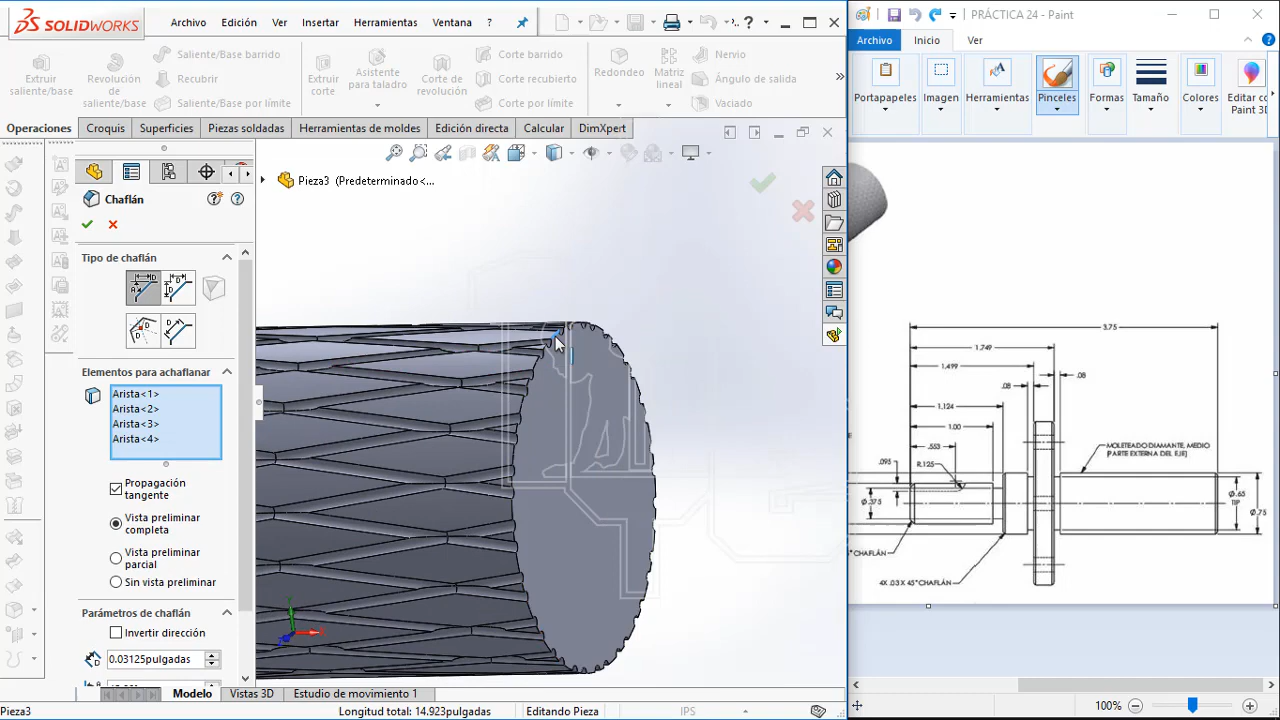 SOLIDWORKS
Archivo Edición Ver Insertar Herramientas Ventana ?
Extruir saliente/base
Revolución de saliente/base
Saliente/Base barrido
Recubrir
Saliente/Base por límite
Extruir corte
Asistente para taladro
Corte de revolución
Corte barrido
Corte recubierto
Corte por límite
Redondeo
Matriz lineal
Nervio
Ángulo de salida
Vaciado
Operaciones Croquis Superficies Piezas soldadas Herramientas de moldes Edición directa Calcular DimXpert
Pieza3 (Predeterminado<...
Chaflán
Tipo de chaflán
Elementos para achaflanar
Arista<1>
Arista<2>
Arista<3>
Arista<4>
Propagación
tangente
Vista preliminar
completa
Vista preliminar
parcial
Sin vista preliminar
Parámetros de chaflán
Invertir dirección
0.03125pulgadas
Modelo Vistas 3D Estudio de movimiento 1
Pieza3 Longitud total: 14.923pulgadas Editando Pieza IPS
PRÁCTICA 24 - Paint
Archivo Inicio Ver
Portapapeles
Imagen
Herramientas
Pinceles
Formas
Tamaño
Colores
Editar co
Paint 3D
3.75
1.749
1.499
.08 .08
1.124
1.00
.553
.095
R.125
MOLETEADO DIAMANTE, MEDIO
(PARTE EXTERNA DEL EJE)
Ø.375
Ø.65
TIP
Ø.75
° CHAFLÁN
4X .03 X 45° CHAFLÁN
100%